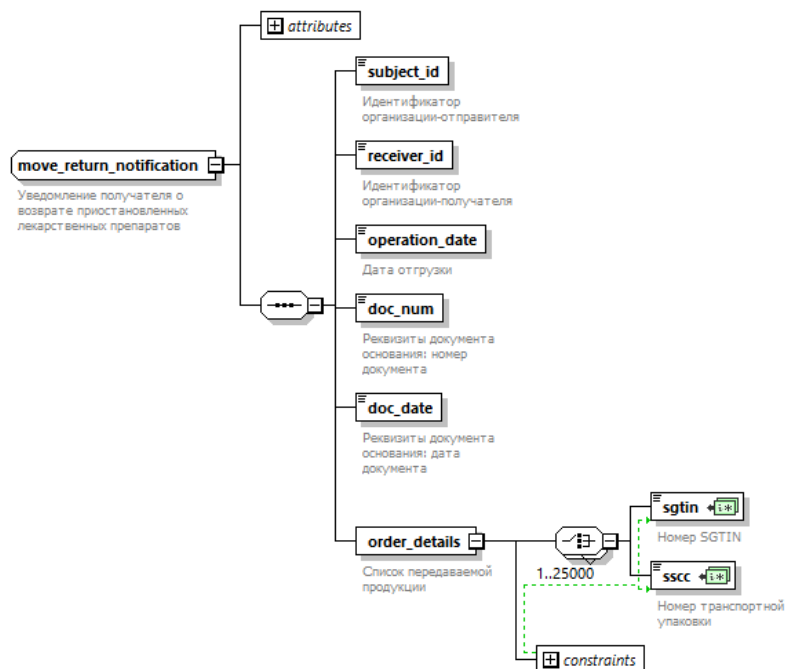 attributes
subject_id
Идентификатор
организации-отправителя
move_return_notification
Уведомление получателя о
возврате приостановленных
лекарственных препаратов
receiver_id
Идентификатор
организации-получателя
operation_date
Дата отгрузки
doc_num
Реквизиты документа
основания: номер
документа
doc_date
Реквизиты документа
основания: дата
документа
order_details
Список передаваемой
продукции
1..25000
sgtin
Номер SGTIN
sscc
Номер транспортной
упаковки
constraints